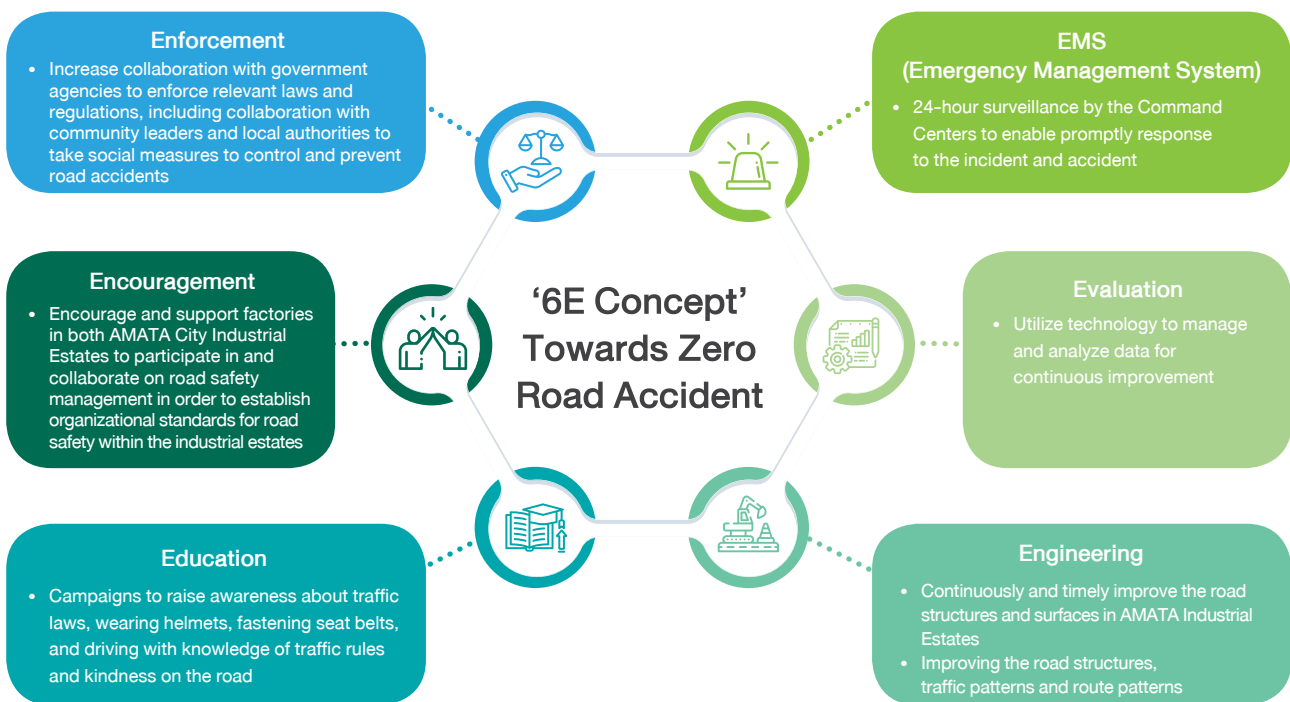 Enforcement
• Increase collaboration with government
agencies to enforce relevant laws and
regulations, including collaboration with
community leaders and local authorities to
take social measures to control and prevent
road accidents
EMS
(Emergency Management System)
• 24-hour surveillance by the Command
Centers to enable promptly response
to the incident and accident
Encouragement
• Encourage and support factories
in both AMATA City Industrial
Estates to participate in and
collaborate on road safety
management in order to establish
organizational standards for road
safety within the industrial estates
‘6E Concept’
Towards Zero
Road Accident
Evaluation
• Utilize technology to manage
and analyze data for
continuous improvement
Education
• Campaigns to raise awareness about traffic
laws, wearing helmets, fastening seat belts,
and driving with knowledge of traffic rules
and kindness on the road
Engineering
• Continuously and timely improve the road
structures and surfaces in AMATA Industrial
Estates
• Improving the road structures,
traffic patterns and route patterns